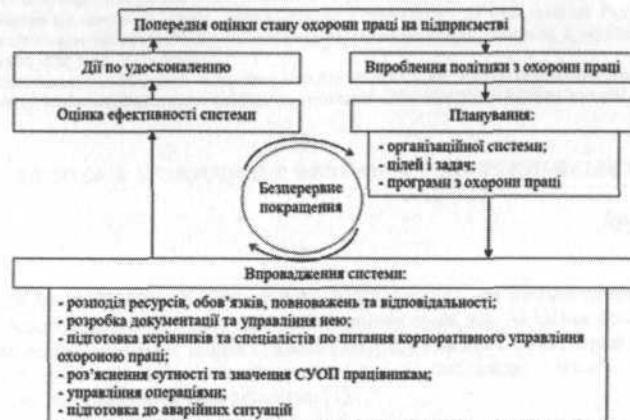 Попередня оцінки стану охорони праці на підприємстві
Дії по удосконаленню
Вироблення політики з охорони праці
Оцінка ефективності системи
Планування:
- організаційної системи;
- цілей і задач;
- програми з охорони праці
Безперервне
покращення
Впровадження системи:
- розподіл ресурсів, обов'язків, повноважень та відповідальності;
- розробка документації та управління нею;
- підготовка керівників та спеціалістів по питання корпоративного управління
охороною праці;
- роз'яснення сутності та значення СУОП працівникам;
- управління операціями;
- підготовка до аварійних ситуацій